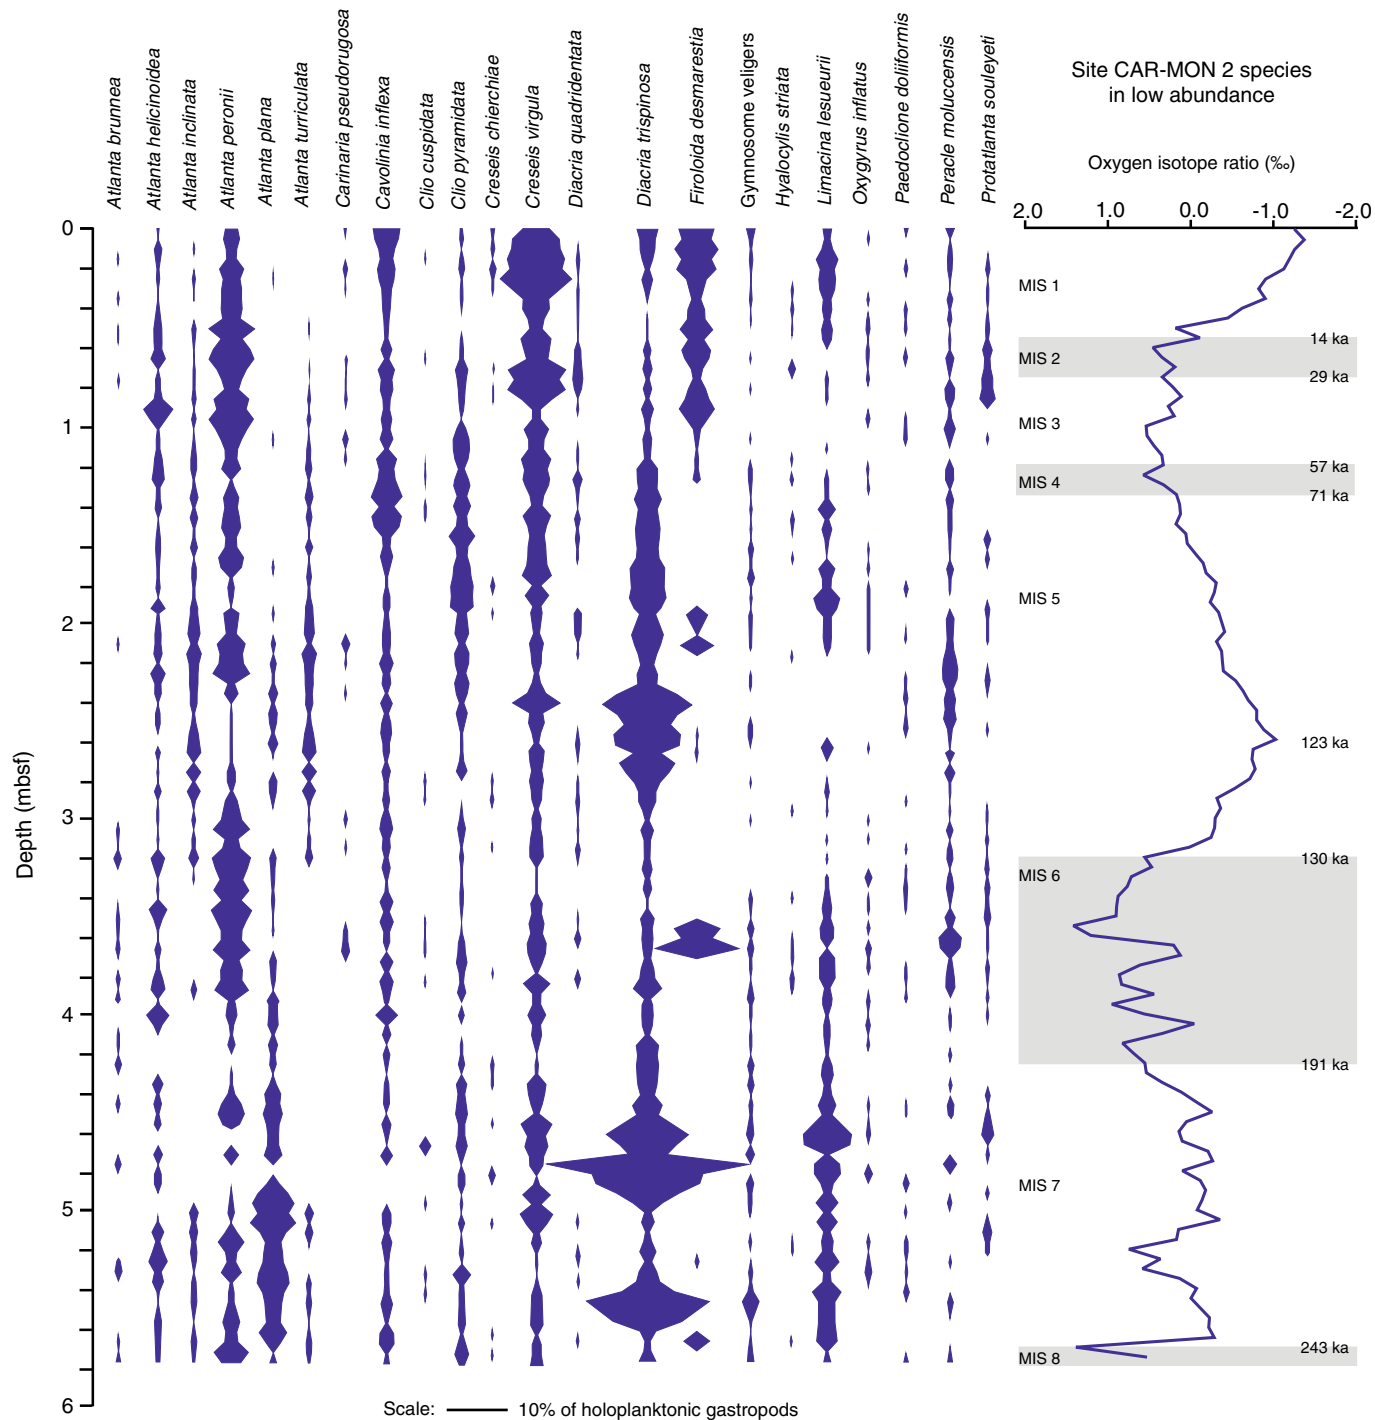 Atlanta brunnea
Atlanta helicinoidea
Atlanta inclinata
Atlanta peronii
Atlanta plana
Atlanta turriculata
Carinaria pseudorugosa
Cavolinia inflexa
Clio cuspidata
Clio pyramidata
Creseis chierchiae
Creseis virgula
Diacria quadridentata
Diacria trispinosa
Firoloida desmarestia
Gymnosome veligers
Hyalocylis striata
Limacina lesueurii
Oxygyrus inflatus
Paedoclione doliiformis
Peracle moluccensis
Protatlanta souleyeti
Site CAR-MON 2 species
in low abundance
Oxygen isotope ratio (‰)
2.0 1.0 0.0 -1.0 -2.0
Depth (mbsf)
0
1
2
3
4
5
6
MIS 1
14 ka
MIS 2
29 ka
MIS 3
57 ka
MIS 4
71 ka
MIS 5
123 ka
130 ka
MIS 6
191 ka
MIS 7
243 ka
MIS 8
Scale: 10% of holoplanktonic gastropods